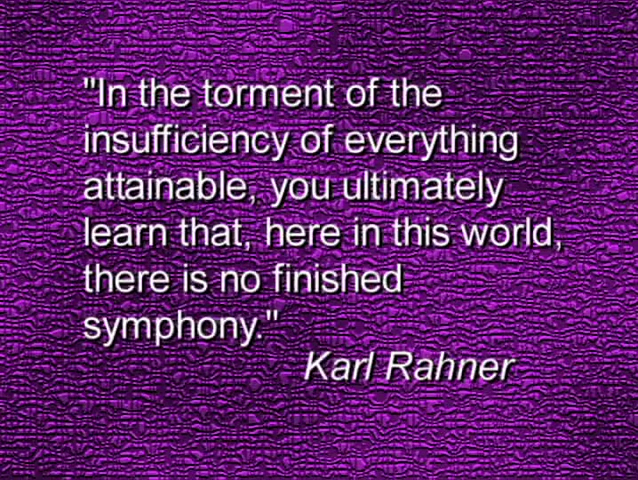 "In the torment of the
insufficiency of everything
attainable, you ultimately
learn that, here in this world,
there is no finished
symphony."
Karl Rahner